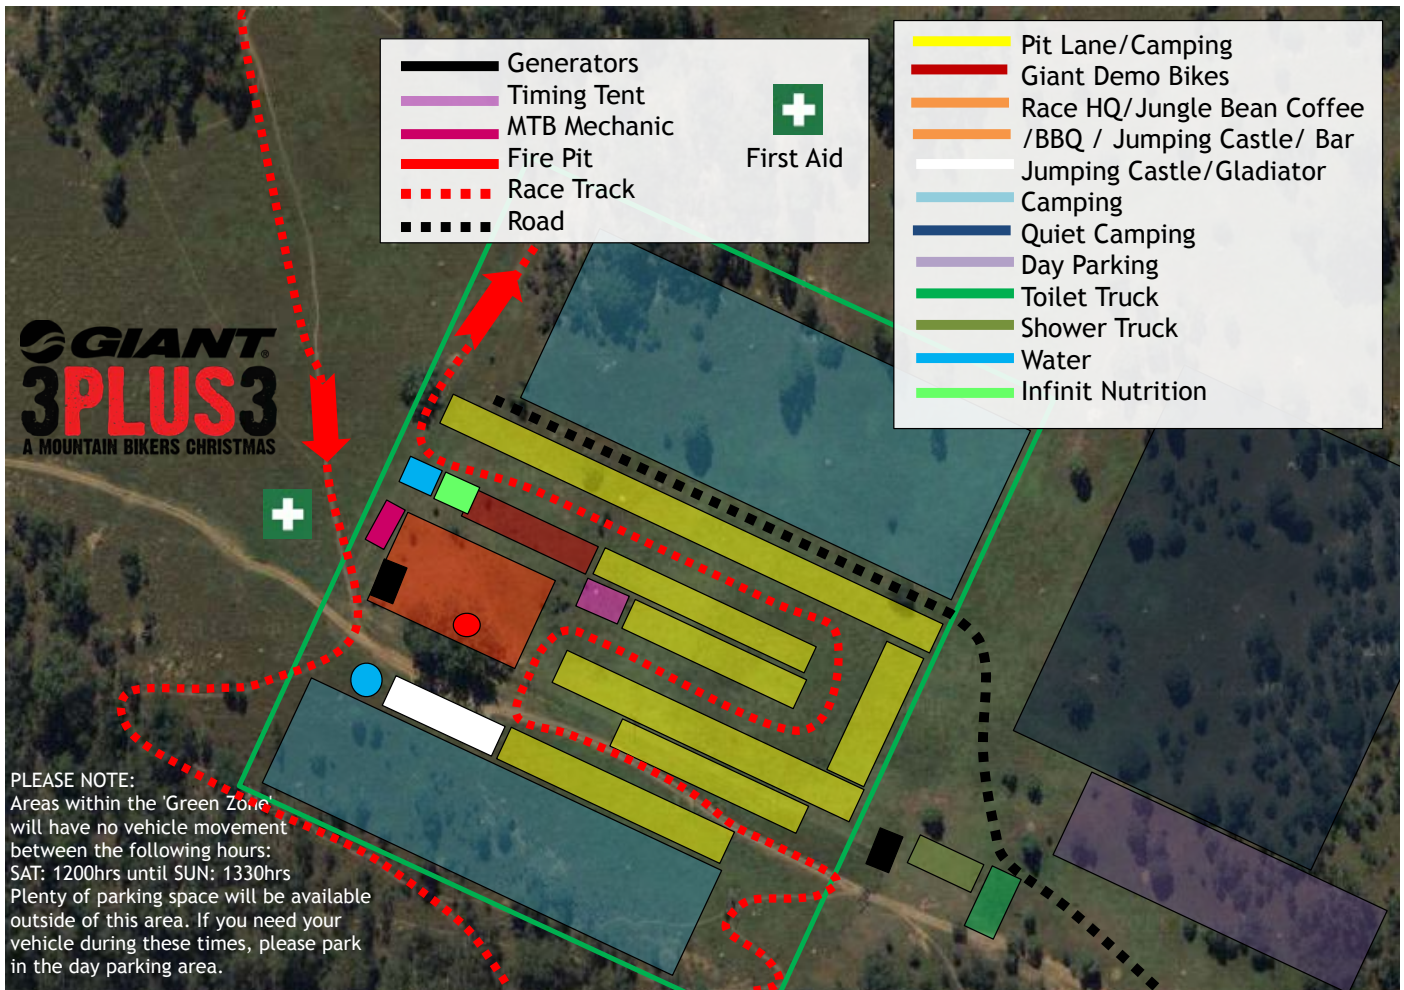 Generators
Timing Tent
MTB Mechanic
Fire Pit
Race Track
Road
First Aid
Pit Lane/Camping
Giant Demo Bikes
Race HQ/Jungle Bean Coffee
/BBQ / Jumping Castle/ Bar
Jumping Castle/Gladiator
Camping
Quiet Camping
Day Parking
Toilet Truck
Shower Truck
Water
Infinit Nutrition
GIANT®
3PLUS3
A MOUNTAIN BIKERS CHRISTMAS
PLEASE NOTE:
Areas within the 'Green Zone'
will have no vehicle movement
between the following hours:
SAT: 1200hrs until SUN: 1330hrs
Plenty of parking space will be available
outside of this area. If you need your
vehicle during these times, please park
in the day parking area.